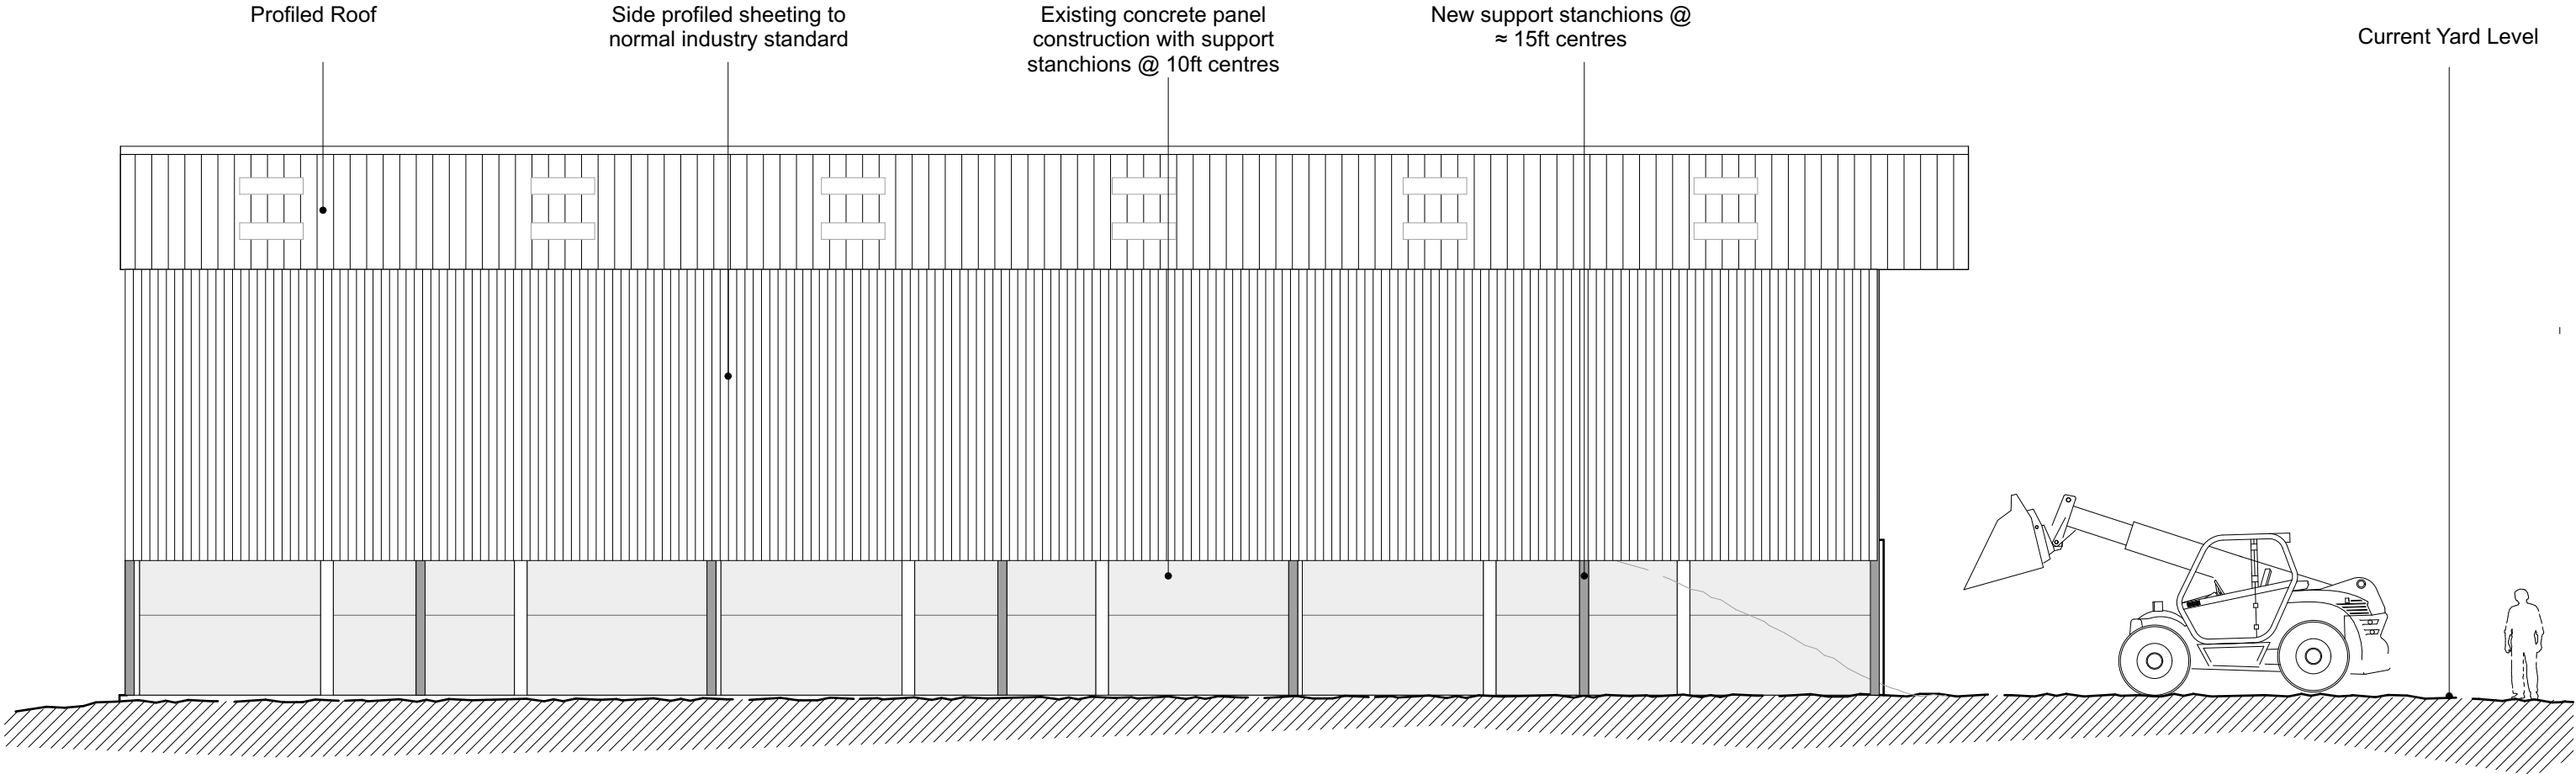 Profiled Roof
Side profiled sheeting to
normal industry standard
Existing concrete panel
construction with support
stanchions @ 10ft centres
New support stanchions @
≈ 15ft centres
Current Yard Level